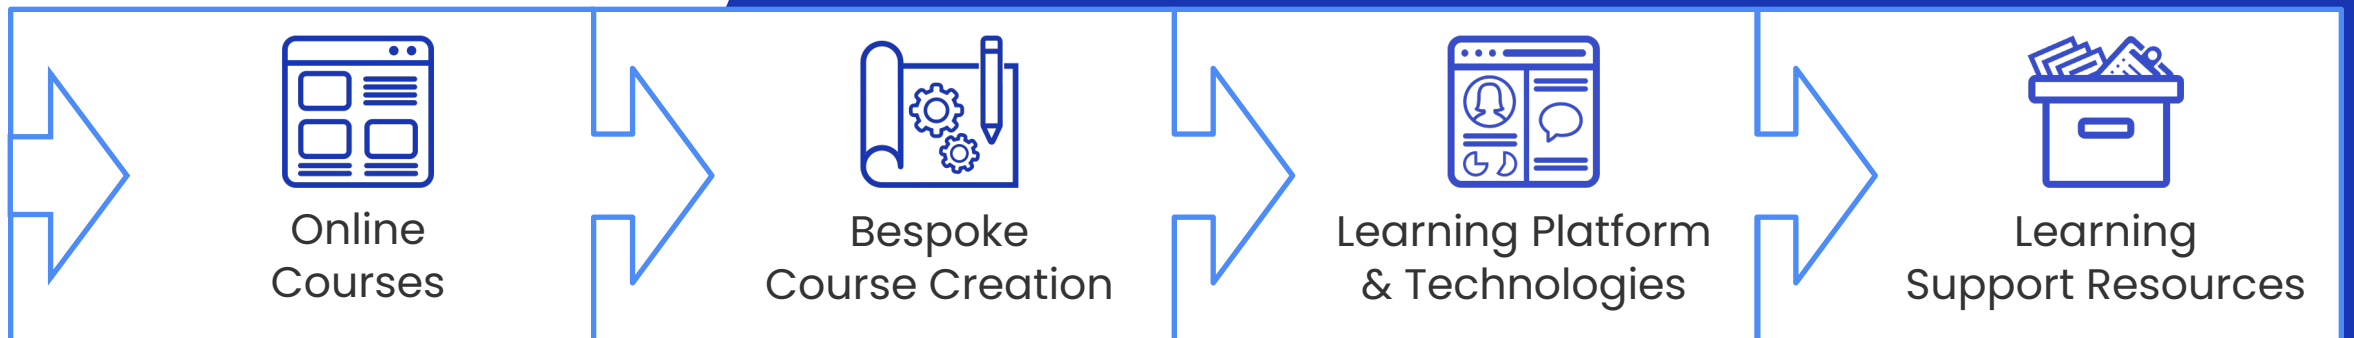 Online
Courses
Bespoke
Course Creation
Learning Platform
& Technologies
Learning
Support Resources